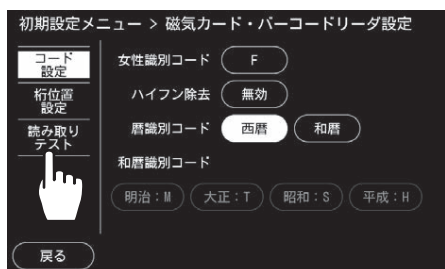 初期設定メニュー > 磁気カード・バーコードリーダ設定
コード
設定
桁位置
設定
読み取り
テスト
女性識別コード F
ハイフン除去 無効
暦識別コード 西暦 和暦
和暦識別コード
明治:M 大正:T 昭和:S 平成:H
戻る